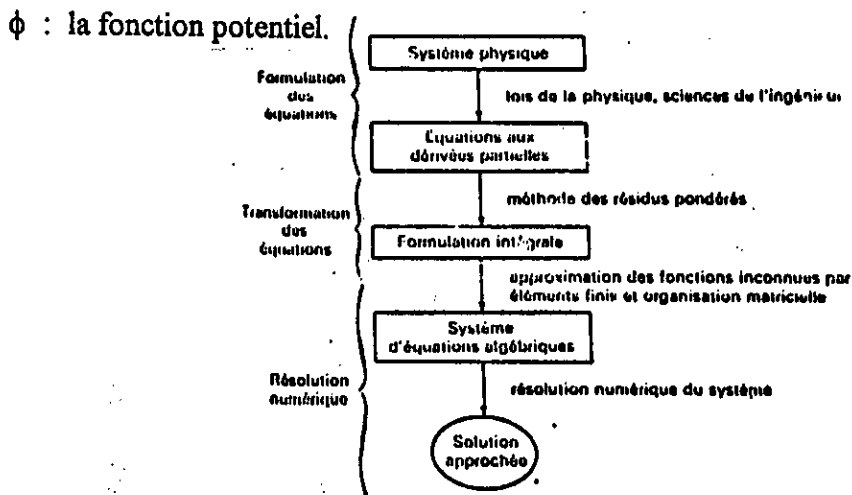 ϕ : la fonction potentiel.
Système physique
Formulation
des
équations
lois de la physique, sciences de l'ingénieur
Équations aux
dérivées partielles
méthode des résidus pondérés
Transformation
des
équations
Formulation intégrale
approximation des fonctions inconnues par
éléments finis et organisation matricielle
Système
d'équations algébriques
Résolution
numérique
résolution numérique du système
Solution
approchée